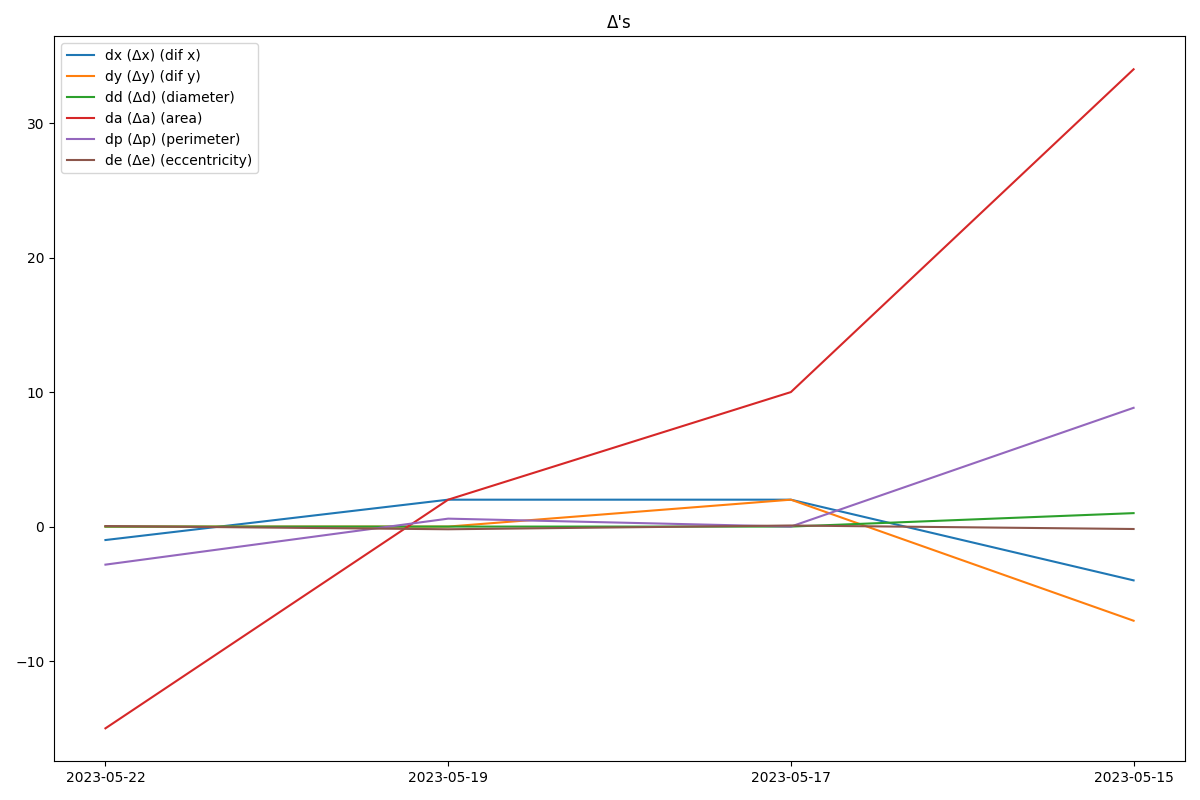 Δ's
dx (Δx) (dif x)
dy (Δy) (dif y)
dd (Δd) (diameter)
da (Δa) (area)
dp (Δp) (perimeter)
de (Δe) (eccentricity)
30
20
10
0
−10
2023-05-22
2023-05-19
2023-05-17
2023-05-15